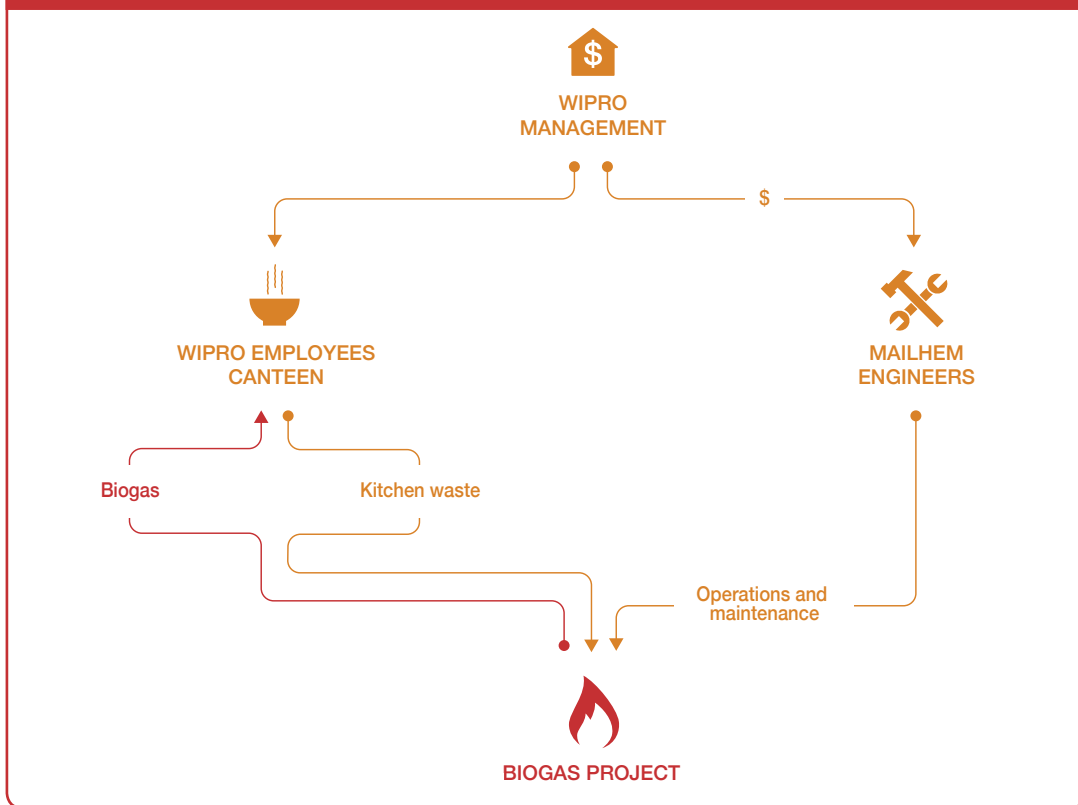 $
WIPRO
MANAGEMENT
$
WIPRO EMPLOYEES
CANTEEN
MAILHEM
ENGINEERS
Biogas
Kitchen waste
Operations and
maintenance
BIOGAS PROJECT